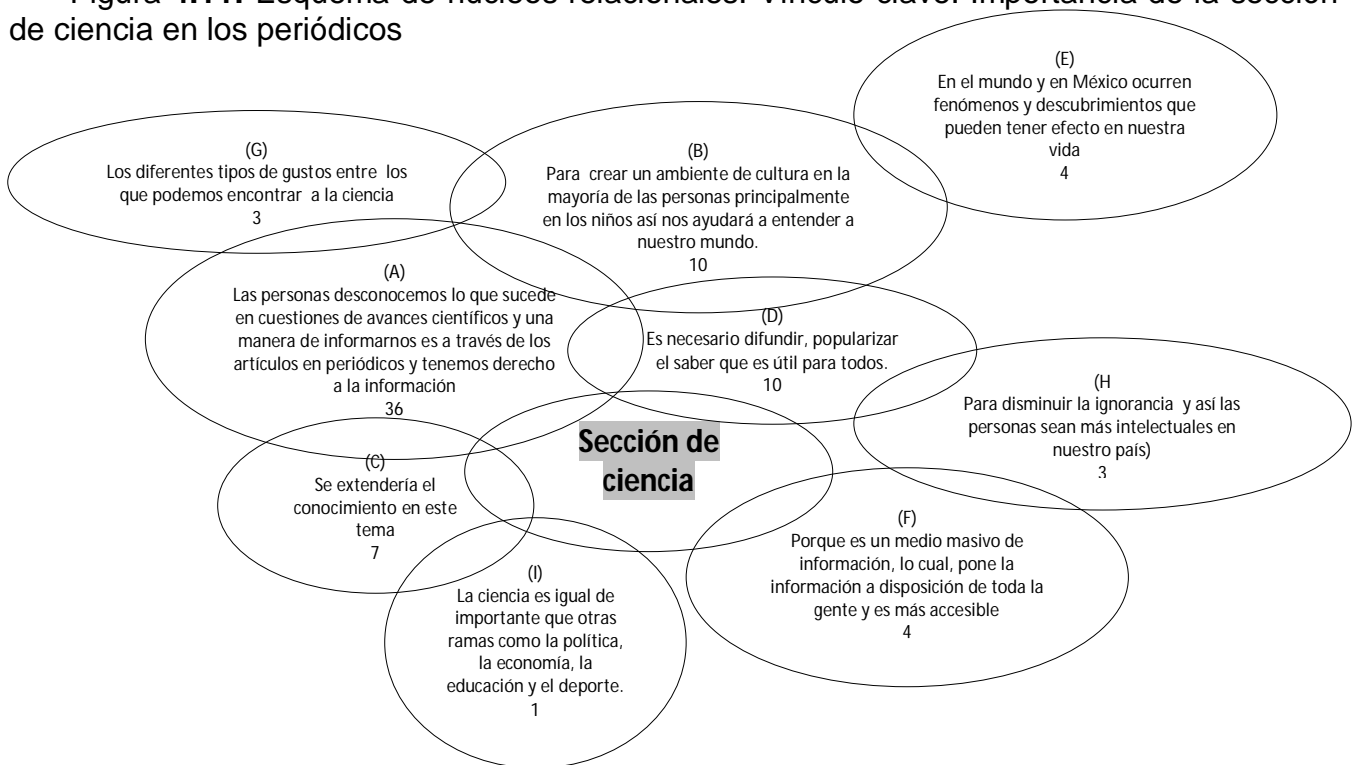 de ciencia en los periódicos
(E)
En el mundo y en México ocurren
fenómenos y descubrimientos que
pueden tener efecto en nuestra
vida
4
(G)
Los diferentes tipos de gustos entre los
que podemos encontrar a la ciencia
3
(B)
Para crear un ambiente de cultura en la
mayoría de las personas principalmente
en los niños así nos ayudará a entender a
nuestro mundo.
10
(A)
Las personas desconocemos lo que sucede
en cuestiones de avances científicos y una
manera de informarnos es a través de los
artículos en periódicos y tenemos derecho
a la información
36
(D)
Es necesario difundir, popularizar
el saber que es útil para todos.
10
(H
Para disminuir la ignorancia y así las
personas sean más intelectuales en
nuestro país)
3
Sección de
ciencia
(C)
Se extendería el
conocimiento en este
tema
7
(F)
Porque es un medio masivo de
información, lo cual, pone la
información a disposición de toda la
gente y es más accesible
4
(I)
La ciencia es igual de
importante que otras
ramas como la política,
la economía, la
educación y el deporte.
1